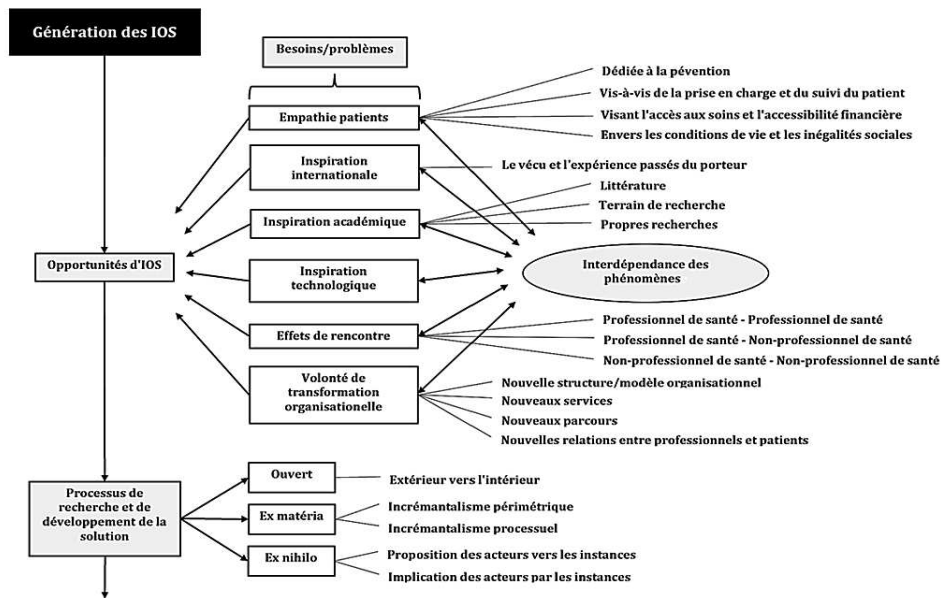 Génération des IOS
Besoins/problèmes
Dédiée à la pévention
Vis-à-vis de la prise en charge et du suivi du patient
Empathie patients
Visant l'accès aux soins et l'accessibilité financière
Envers les conditions de vie et les inégalités sociales
Inspiration
internationale
Le vécu et l'expérience passés du porteur
Inspiration académique
Littérature
Terrain de recherche
Propres recherches
Opportunités d'IOS
Inspiration
technologique
Interdépendance des
phénomènes
Effets de rencontre
Professionnel de santé - Professionnel de santé
Professionnel de santé - Non-professionnel de santé
Non-professionnel de santé - Non-professionnel de santé
Volonté de
transformation
organisationelle
Nouvelle structure/modèle organisationnel
Nouveaux services
Nouveaux parcours
Nouvelles relations entre professionnels et patients
Processus de
recherche et de
développement de la
solution
Ouvert
Extérieur vers l'intérieur
Ex matéria
Incrémantalisme périmétrique
Incrémantalisme processuel
Ex nihilo
Proposition des acteurs vers les instances
Implication des acteurs par les instances